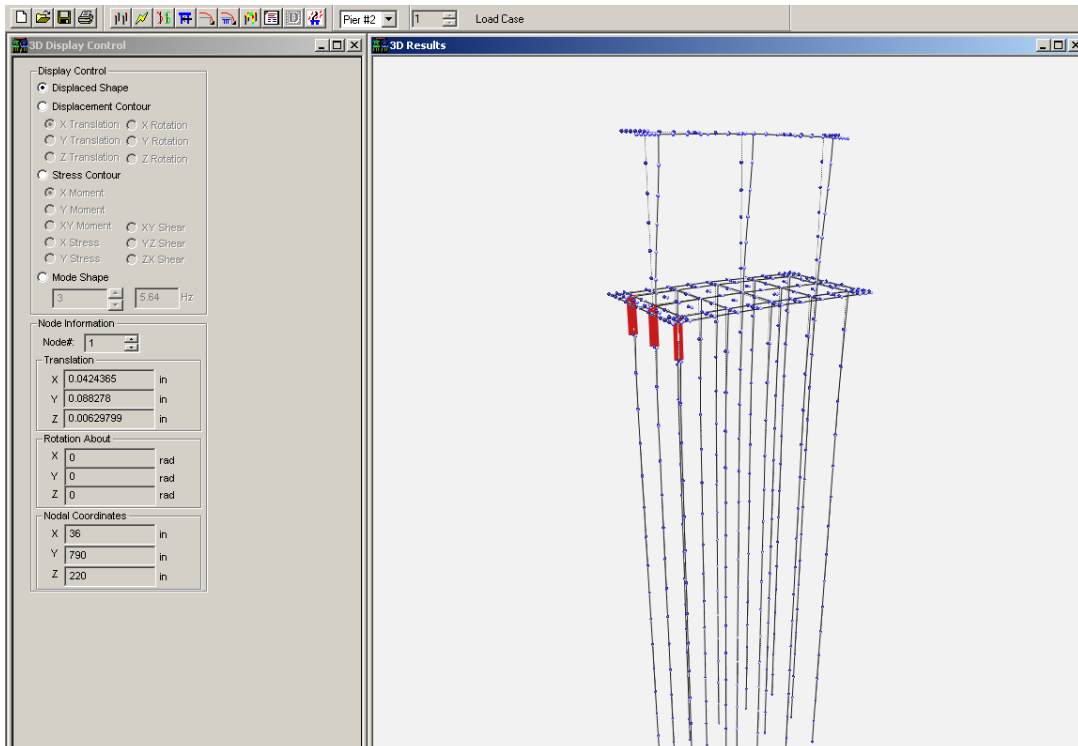 Pier #2 1 Load Case
3D Display Control
3D Results
Display Control
Displaced Shape
Displacement Contour
X Translation X Rotation
Y Translation Y Rotation
Z Translation Z Rotation
Stress Contour
X Moment
Y Moment
XY Moment XY Shear
X Stress YZ Shear
Y Stress ZX Shear
Mode Shape
3 5.64 Hz
Node Information
Node#: 1
Translation
X 0.0424365 in
Y 0.088278 in
Z 0.00629799 in
Rotation About
X 0 rad
Y 0 rad
Z 0 rad
Nodal Coordinates
X 36 in
Y 790 in
Z 220 in